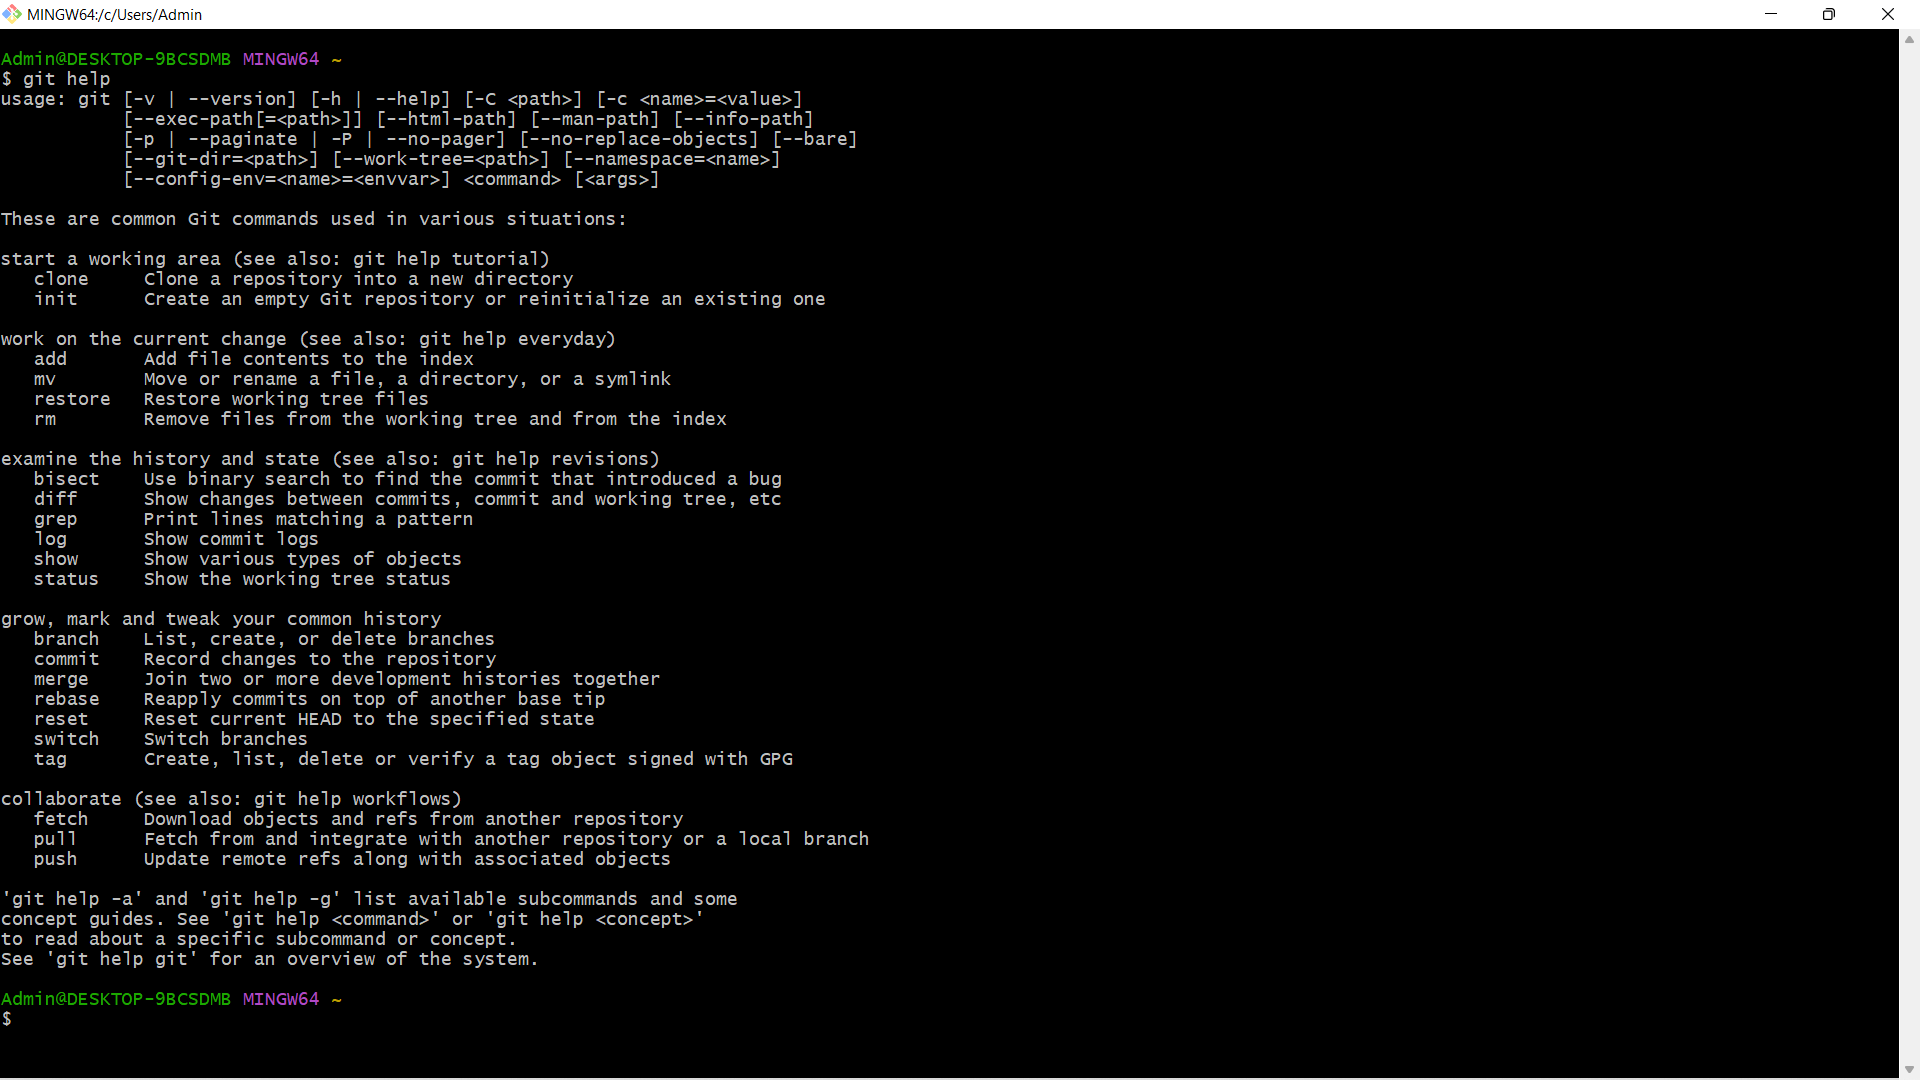 MINGW64:/c/Users/Admin
Admin@DESKTOP-9BCSDMB MINGW64 ~
$ git help
usage: git [-v | --version] [-h | --help] [-C <path>] [-c <name>=<value>]
           [--exec-path[=<path>]] [--html-path] [--man-path] [--info-path]
           [-p | --paginate | -P | --no-pager] [--no-replace-objects] [--bare]
           [--git-dir=<path>] [--work-tree=<path>] [--namespace=<name>]
           [--config-env=<name>=<envvar>] <command> [<args>]

These are common Git commands used in various situations:

start a working area (see also: git help tutorial)
   clone     Clone a repository into a new directory
   init      Create an empty Git repository or reinitialize an existing one

work on the current change (see also: git help everyday)
   add       Add file contents to the index
   mv        Move or rename a file, a directory, or a symlink
   restore   Restore working tree files
   rm        Remove files from the working tree and from the index

examine the history and state (see also: git help revisions)
   bisect    Use binary search to find the commit that introduced a bug
   diff      Show changes between commits, commit and working tree, etc
   grep      Print lines matching a pattern
   log       Show commit logs
   show      Show various types of objects
   status    Show the working tree status

grow, mark and tweak your common history
   branch    List, create, or delete branches
   commit    Record changes to the repository
   merge     Join two or more development histories together
   rebase    Reapply commits on top of another base tip
   reset     Reset current HEAD to the specified state
   switch    Switch branches
   tag       Create, list, delete or verify a tag object signed with GPG

collaborate (see also: git help workflows)
   fetch     Download objects and refs from another repository
   pull      Fetch from and integrate with another repository or a local branch
   push      Update remote refs along with associated objects

'git help -a' and 'git help -g' list available subcommands and some
concept guides. See 'git help <command>' or 'git help <concept>'
to read about a specific subcommand or concept.
See 'git help git' for an overview of the system.

Admin@DESKTOP-9BCSDMB MINGW64 ~
$